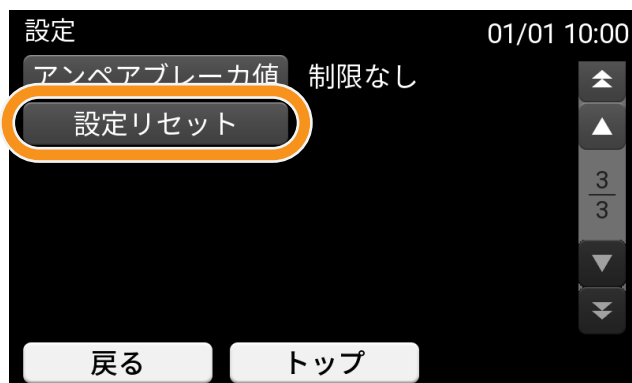 設定 01/01 10:00
アンペアブレーカ値 制限なし
設定リセット
3
3
戻る トップ